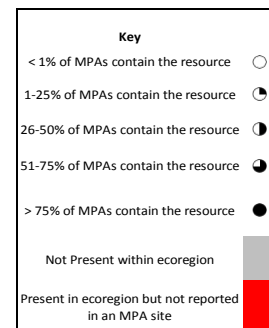 Key
< 1% of MPAs contain the resource
1-25% of MPAs contain the resource
26-50% of MPAs contain the resource
51-75% of MPAs contain the resource
> 75% of MPAs contain the resource
Not Present within ecoregion
Present in ecoregion but not reported
in an MPA site